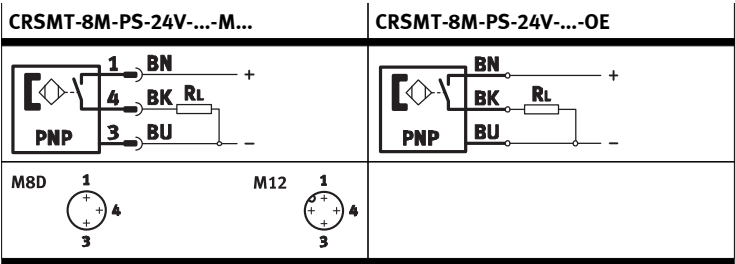 CRSMT-8M-PS-24V-...-M...
CRSMT-8M-PS-24V-...-OE
1 BN +
4 BK RL
PNP 3 BU -
BN +
BK RL
PNP BU -
M8D 1
4
3
M12 1
4
3